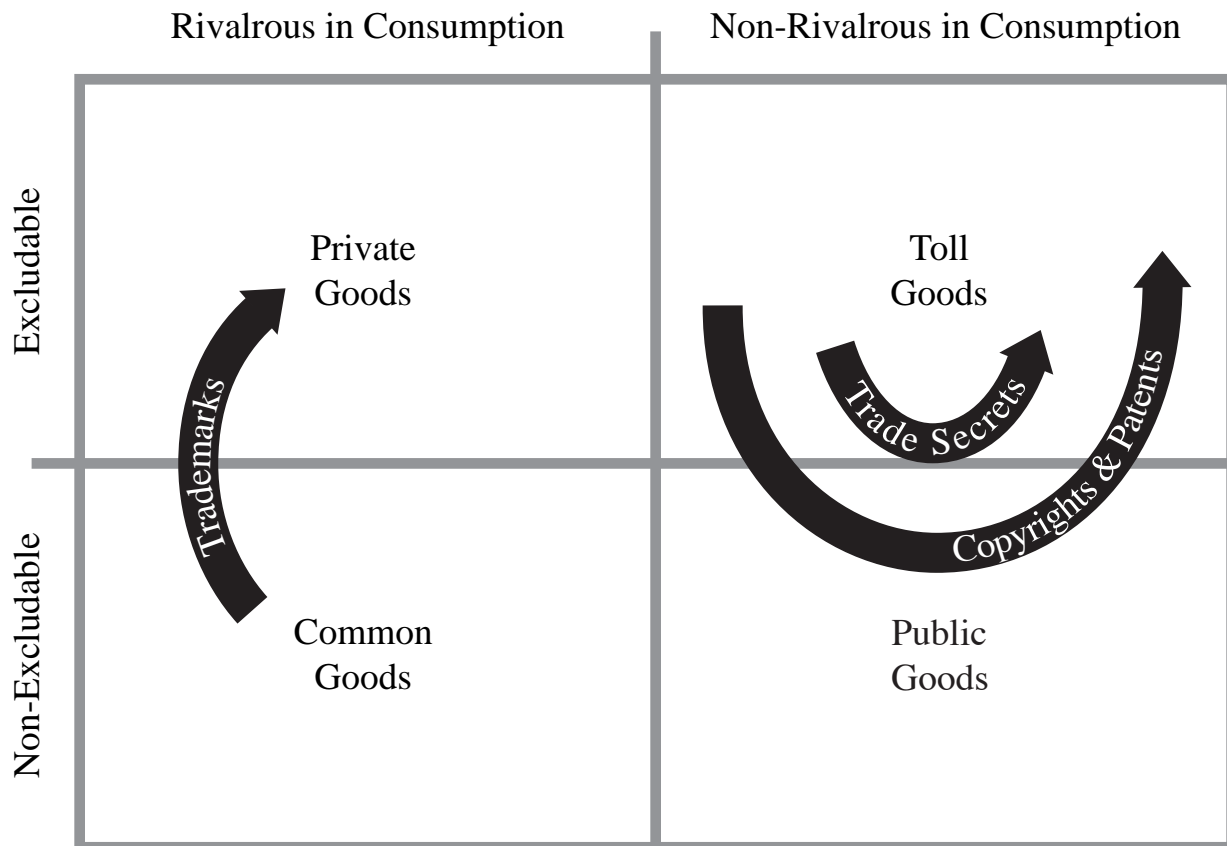 Rivalrous in Consumption
Non-Rivalrous in Consumption
Excludable
Private
Goods
Toll
Goods
Trademarks
Trade Secrets
Copyrights & Patents
Non-Excludable
Common
Goods
Public
Goods